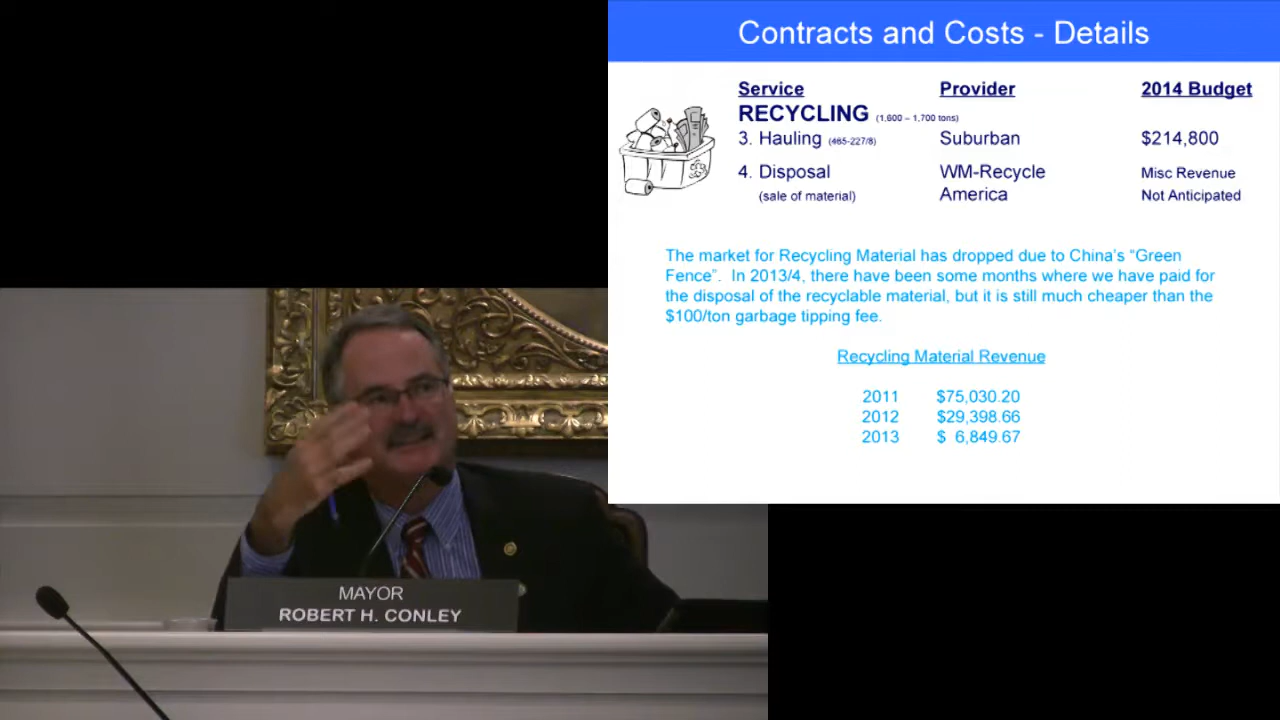 Contracts and Costs - Details
Service Provider 2014 Budget
RECYCLING (1,600 – 1,700 tons)
3. Hauling (465-227/8) Suburban $214,800
4. Disposal WM-Recycle Misc Revenue
(sale of material) America Not Anticipated
The market for Recycling Material has dropped due to China's "Green
Fence". In 2013/4, there have been some months where we have paid for
the disposal of the recyclable material, but it is still much cheaper than the
$100/ton garbage tipping fee.
Recycling Material Revenue
2011 $75,030.20
2012 $29,398.66
2013 $ 6,849.67
MAYOR
ROBERT H. CONLEY